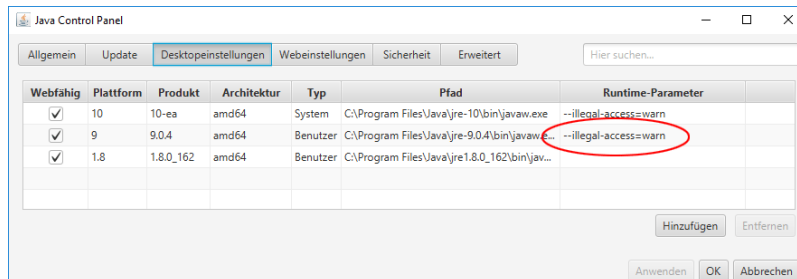 Java Control Panel
Allgemein Update Desktopeinstellungen Webeinstellungen Sicherheit Erweitert Hier suchen...
Webfähig Plattform Produkt Architektur Typ Pfad Runtime-Parameter
10 10-ea amd64 System C:\Program Files\Java\jre-10\bin\javaw.exe --illegal-access=warn
9 9.0.4 amd64 Benutzer C:\Program Files\Java\jre-9.0.4\bin\javaw.e... --illegal-access=warn
1.8 1.8.0_162 amd64 Benutzer C:\Program Files\Java\jre1.8.0_162\bin\jav...
Hinzufügen Entfernen
Anwenden OK Abbrechen